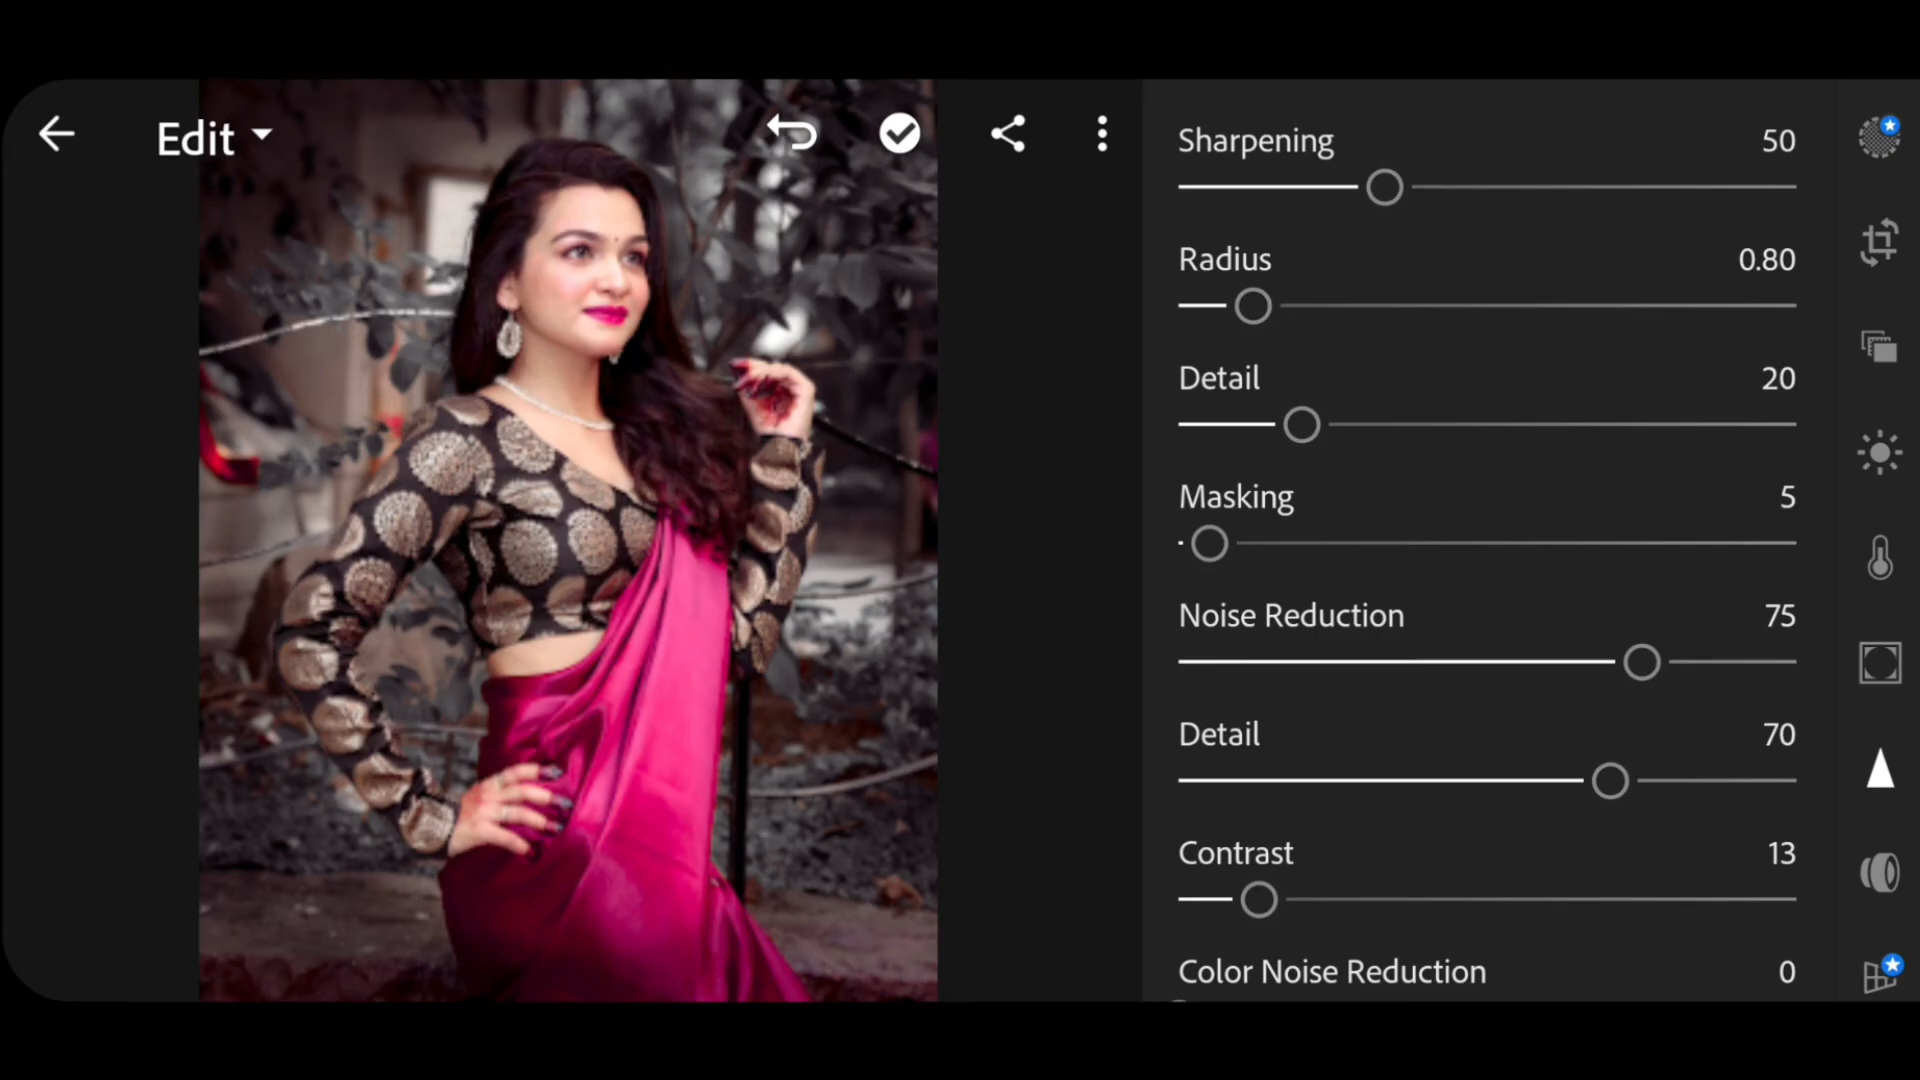 Edit
Sharpening 50
Radius 0.80
Detail 20
Masking 5
Noise Reduction 75
Detail 70
Contrast 13
Color Noise Reduction 0